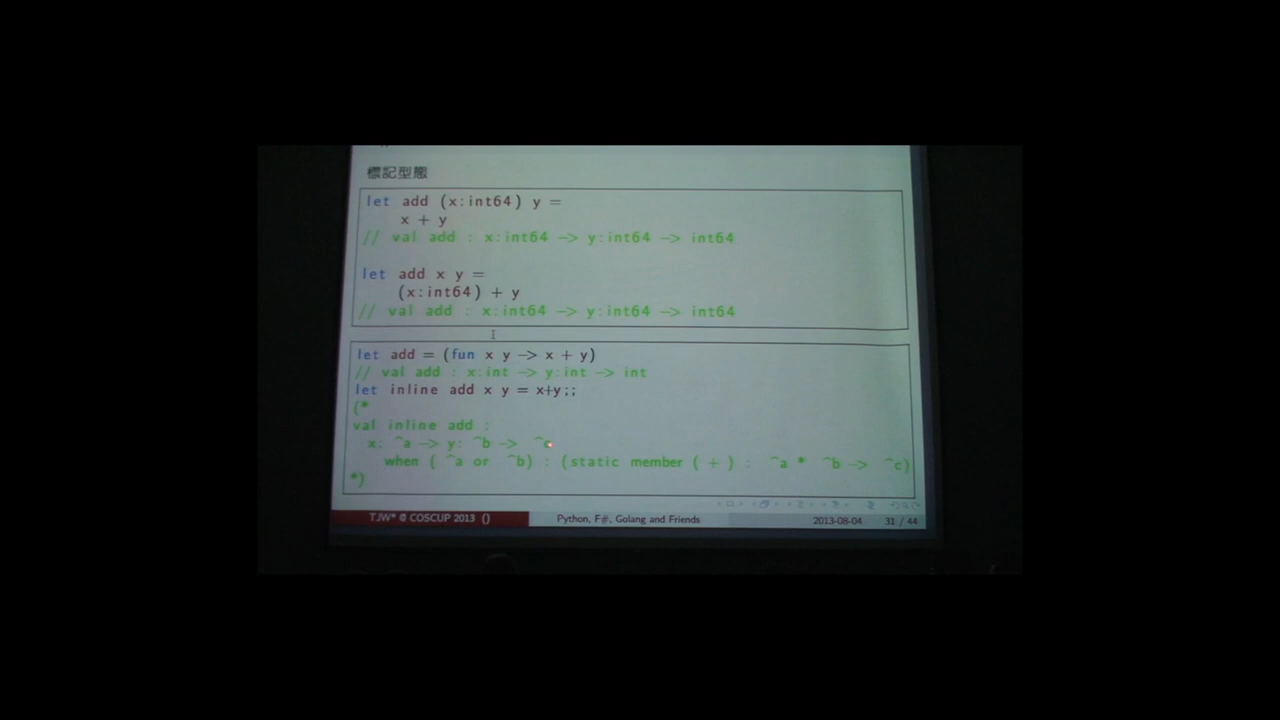 標記型態
let add (x:int64) y =
x + y
// val add : x:int64 -> y:int64 -> int64
let add x y =
(x:int64) + y
// val add : x:int64 -> y:int64 -> int64
let add = (fun x y -> x + y)
// val add : x:int -> y:int -> int
let inline add x y = x+y;;
(*
val inline add :
x: ^a -> y: ^b -> ^c
when ( ^a or ^b) : (static member ( + ) : ^a * ^b -> ^c)
*)
TJW* @ COSCUP 2013 () Python, F#, Golang and Friends 2013-08-04 31 / 44